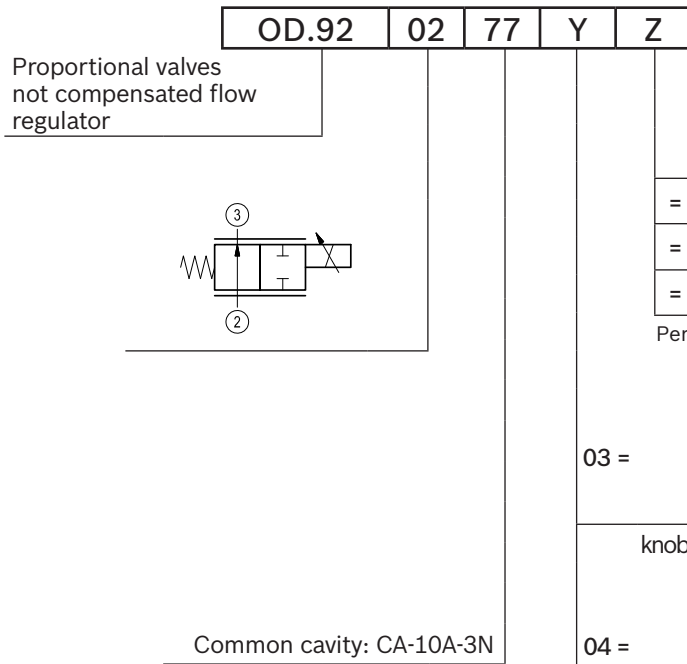 OD.92 02 77 Y Z
Proportional valves
not compensated flow
regulator
3
2
=
=
=
Per
03 =
knob
Common cavity: CA-10A-3N
04 =